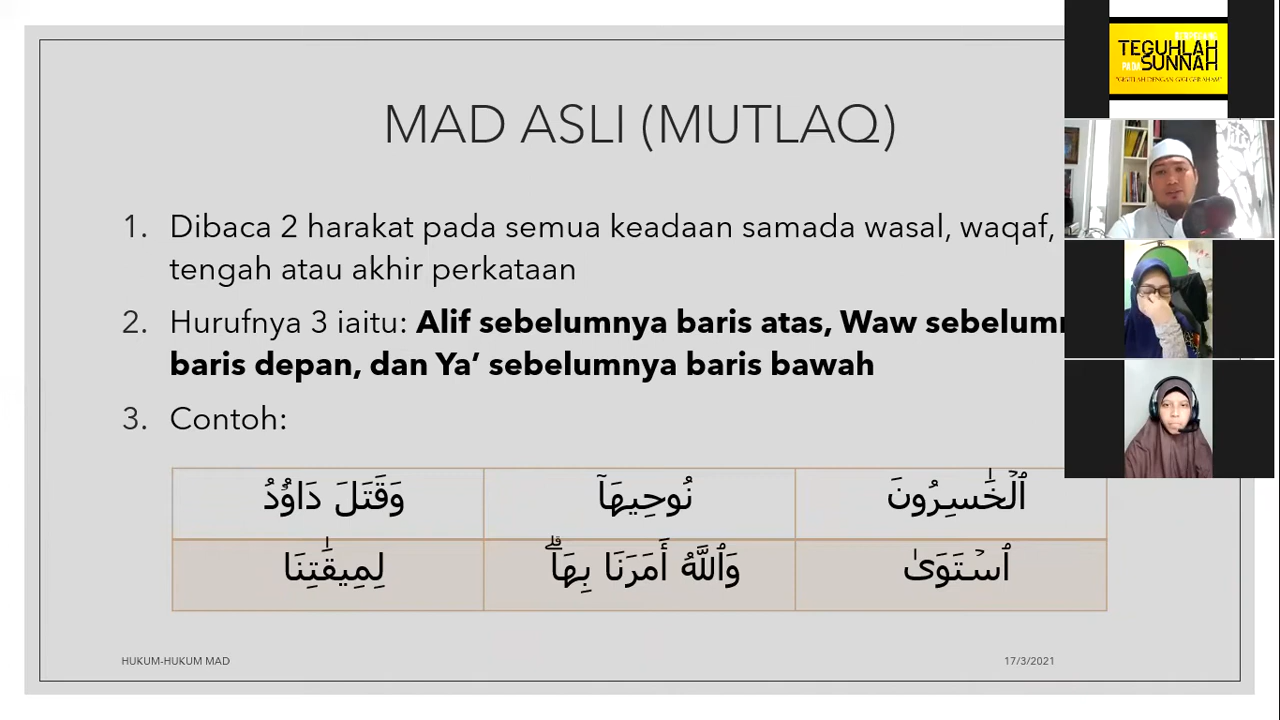 MAD ASLI (MUTLAQ)
1. Dibaca 2 harakat pada semua keadaan samada wasal, waqaf,
tengah atau akhir perkataan
2. Hurufnya 3 iaitu: Alif sebelumnya baris atas, Waw
baris depan, dan Ya’ sebelumnya baris bawah
3. Contoh:
ٱلۡخَٰسِرُونَ نُوحِيهَآ وَقَتَلَ دَاوُۥدُ
ٱسۡتَوَىٰ وَٱللَّهُ أَمَرَنَا بِهَاۗ لِمِيقَٰتِنَا
HUKUM-HUKUM MAD 17/3/2021
TEGUHLAH
PADA SUNNAH